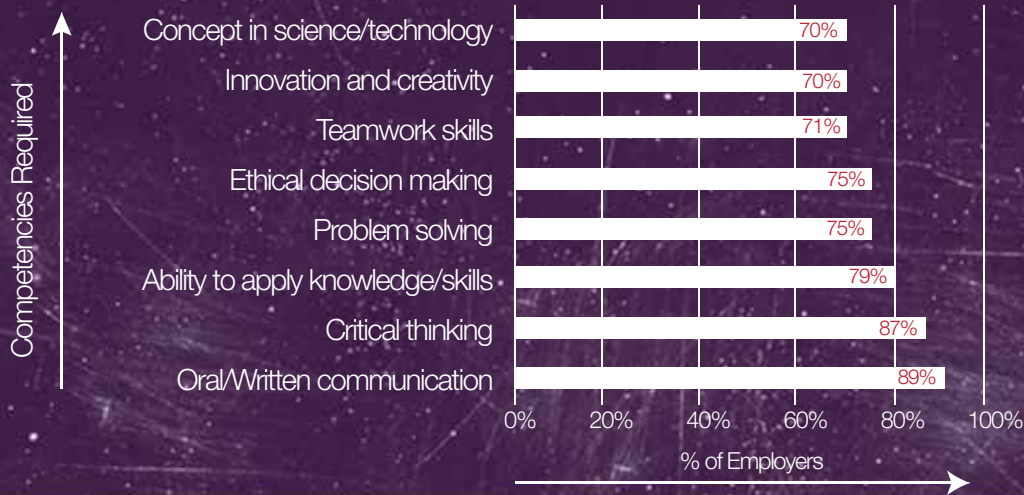 Competencies Required
Concept in science/technology 70%
Innovation and creativity 70%
Teamwork skills 71%
Ethical decision making 75%
Problem solving 75%
Ability to apply knowledge/skills 79%
Critical thinking 87%
Oral/Written communication 89%
0% 20% 40% 60% 80% 100%
% of Employers